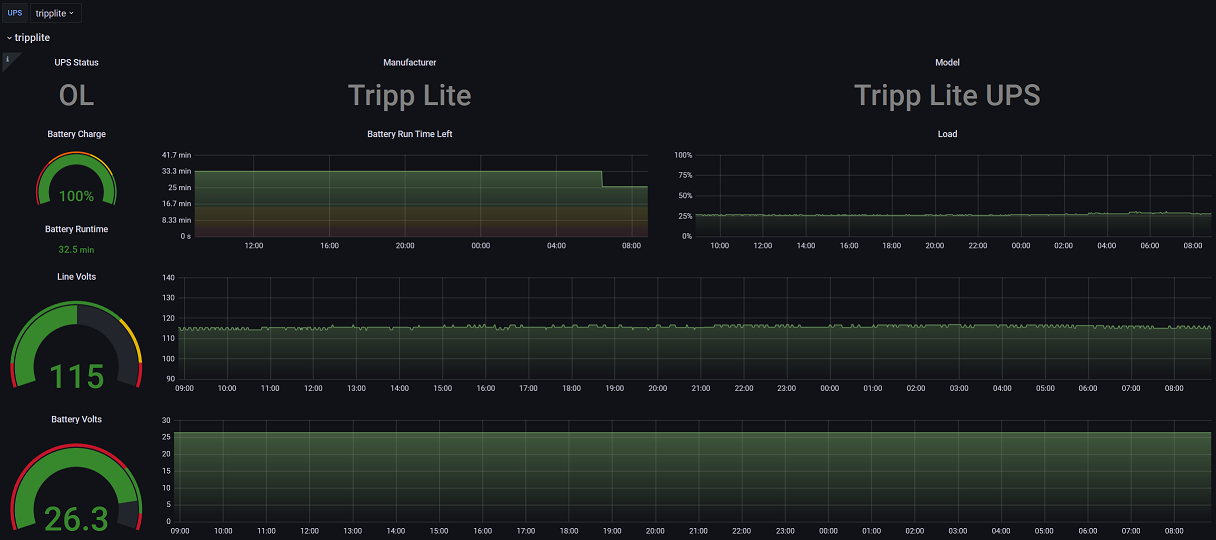 UPS tripplite
tripplite
i
UPS Status
OL
Manufacturer
Tripp Lite
Model
Tripp Lite UPS
Battery Charge
100%
Battery Runtime
32.5 min
Battery Run Time Left
41.7 min
33.3 min
25 min
16.7 min
8.33 min
0 s
12:00 16:00 20:00 00:00 04:00 08:00
Load
100%
75%
50%
25%
0%
10:00 12:00 14:00 16:00 18:00 20:00 22:00 00:00 02:00 04:00 06:00 08:00
Line Volts
115
140
130
120
110
100
90
09:00 10:00 11:00 12:00 13:00 14:00 15:00 16:00 17:00 18:00 19:00 20:00 21:00 22:00 23:00 00:00 01:00 02:00 03:00 04:00 05:00 06:00 07:00 08:00
Battery Volts
26.3
30
25
20
15
10
5
0
09:00 10:00 11:00 12:00 13:00 14:00 15:00 16:00 17:00 18:00 19:00 20:00 21:00 22:00 23:00 00:00 01:00 02:00 03:00 04:00 05:00 06:00 07:00 08:00